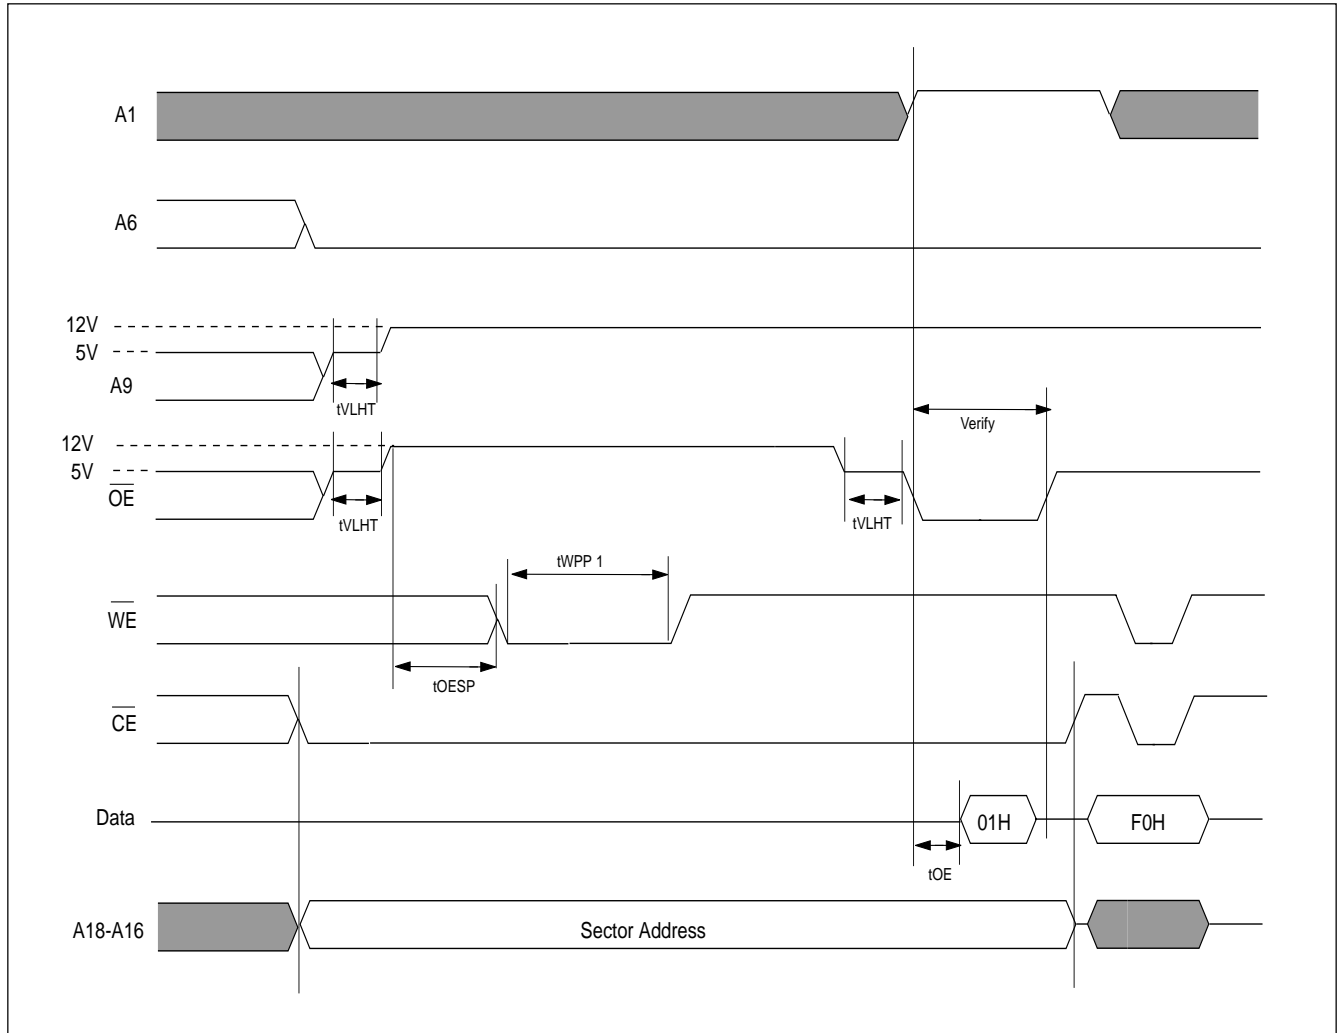 A1
A6
12V
5V
A9
tVLHT
Verify
12V
5V
OE
tVLHT
tVLHT
tWPP 1
WE
tOESP
CE
Data
01H
F0H
tOE
A18-A16
Sector Address